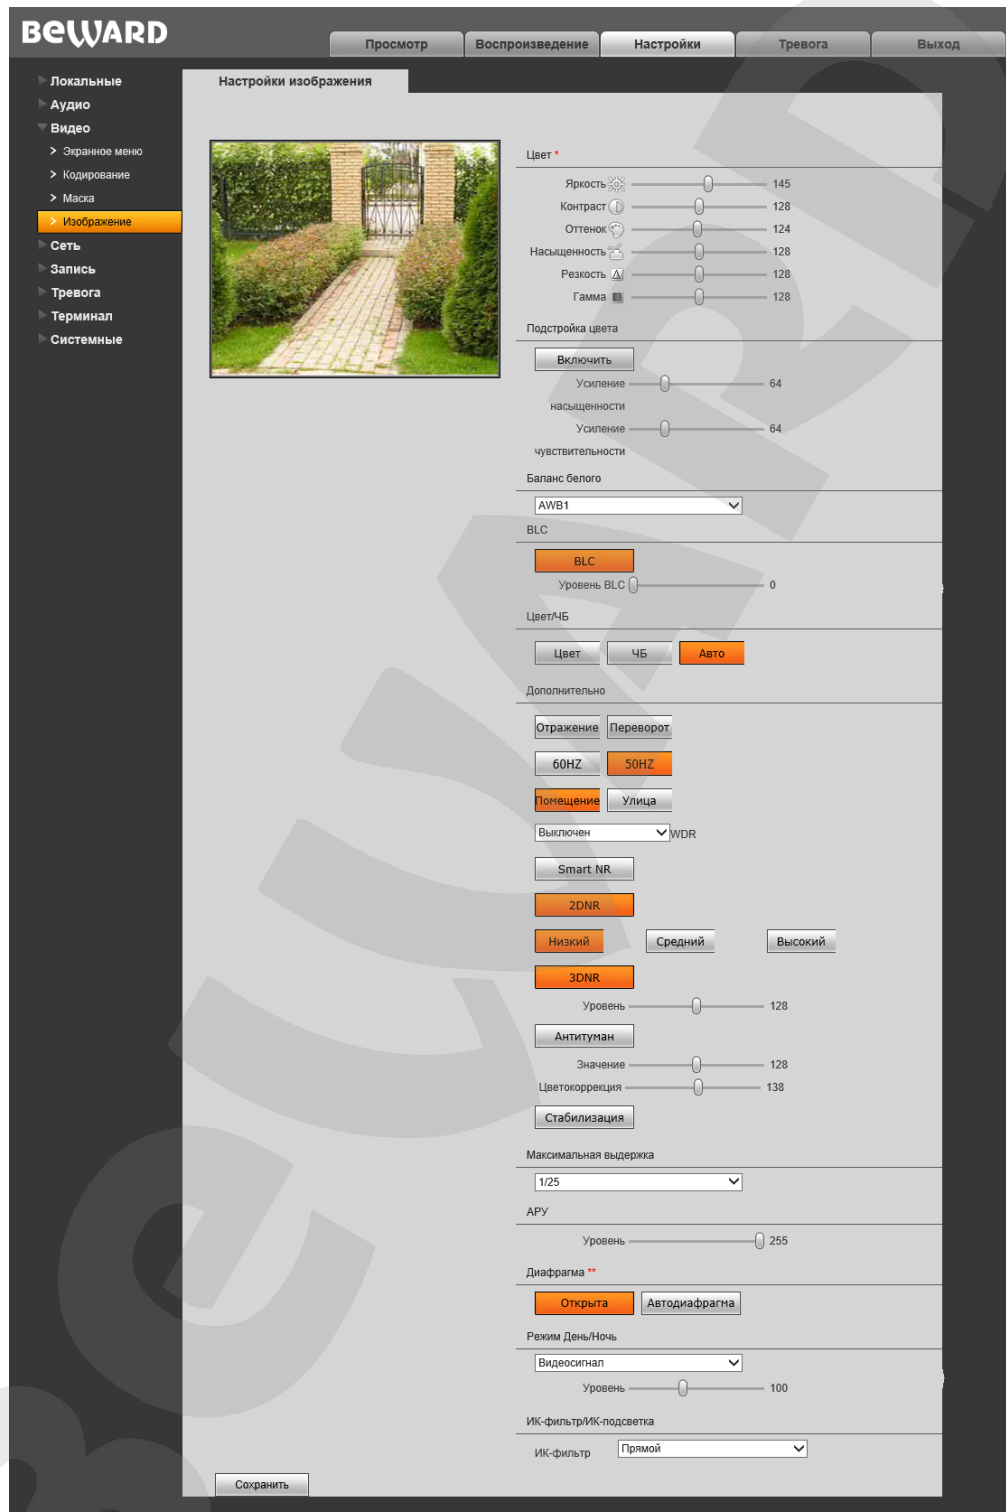 BEWARD
Просмотр
Воспроизведение
Настройки
Тревога
Выход
Локальные
Аудио
Видео
Экранное меню
Кодирование
Маска
Изображение
Сеть
Запись
Тревога
Терминал
Системные
Настройки изображения
Цвет *
Яркость 145
Контраст 128
Оттенок 124
Насыщенность 128
Резкость 128
Гамма 128
Подстройка цвета
Включить
Усиление 64
насыщенности
Усиление 64
чувствительности
Баланс белого
AWB1
BLC
BLC
Уровень BLC 0
Цвет/ЧБ
Цвет ЧБ Авто
Дополнительно
Отражение Переворот
60HZ 50HZ
Помещение Улица
Выключен WDR
Smart NR
2DNR
Низкий Средний Высокий
3DNR
Уровень 128
Антитуман
Значение 128
Цветокоррекция 138
Стабилизация
Максимальная выдержка
1/25
АРУ
Уровень 255
Диафрагма **
Открыта Автодиафрагма
Режим День/Ночь
Видеосигнал
Уровень 100
ИК-фильтр/ИК-подсветка
ИК-фильтр Прямой
Сохранить
BEWARD